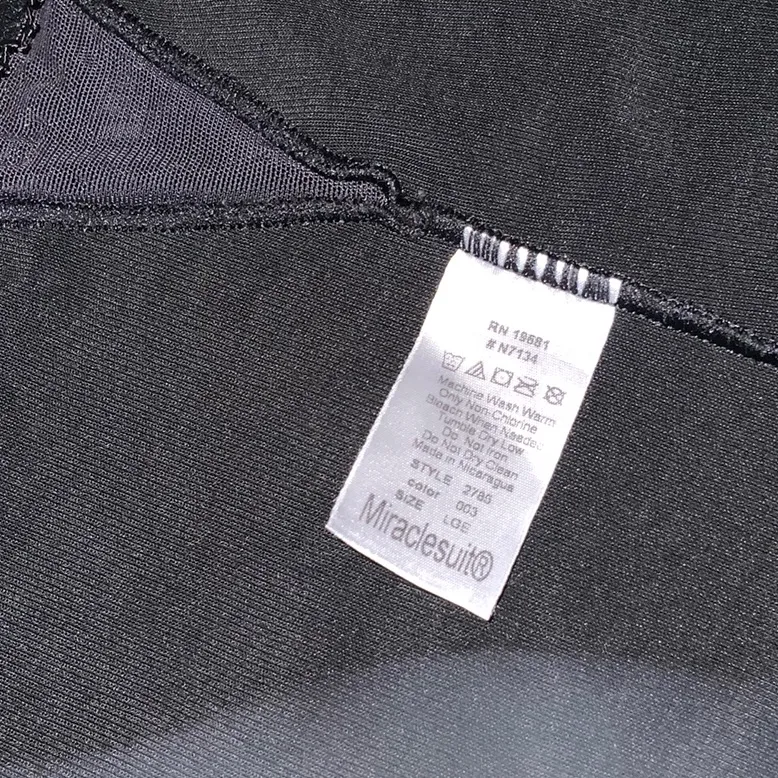 RN 19681
# N7134
Machine Wash Warm
Only Non-Chlorine
Bleach When Needed
Tumble Dry Low
Do Not Iron
Do Not Dry Clean
Made in Nicaragua
STYLE 2785
color 003
SIZE LGE
Miraclesuit®